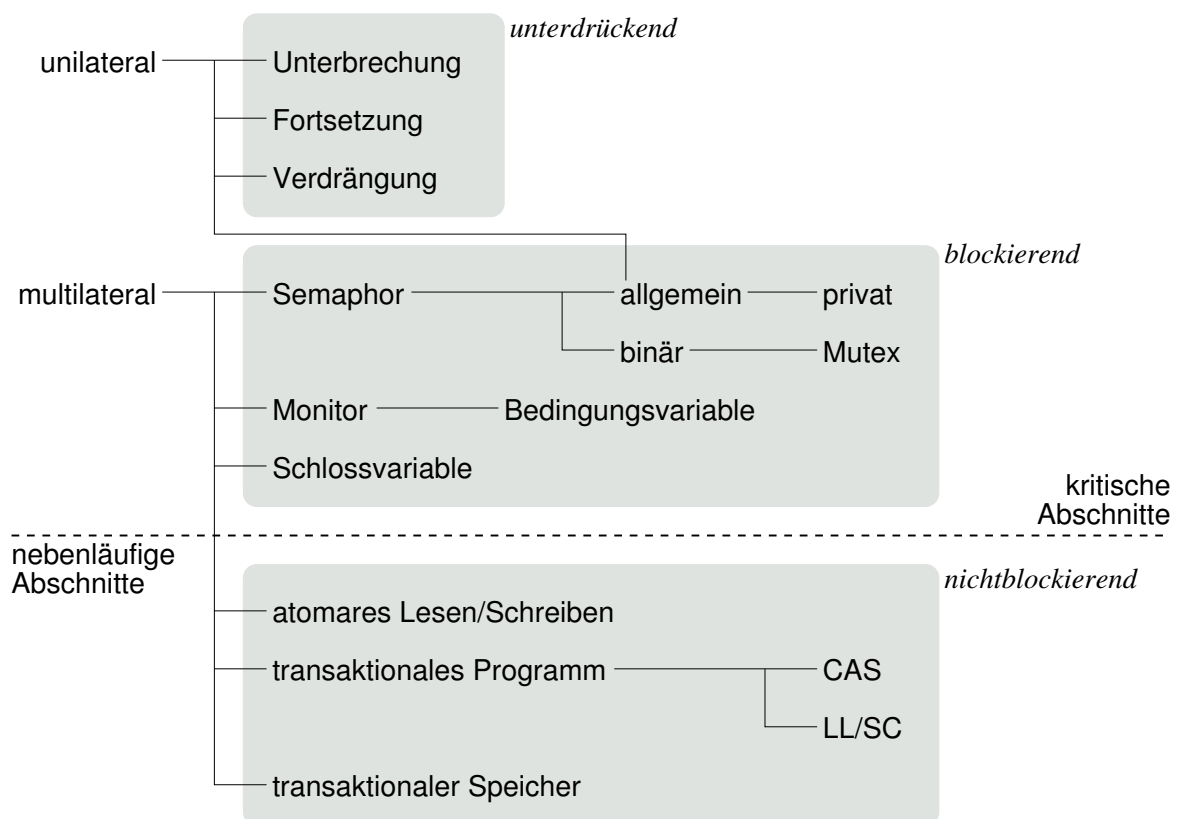 unterdrückend
unilateral
Unterbrechung
Fortsetzung
Verdrängung
blockierend
multilateral
Semaphor
allgemein
privat
binär
Mutex
Monitor
Bedingungsvariable
Schlossvariable
kritische
Abschnitte
nebenläufige
Abschnitte
nichtblockierend
atomares Lesen/Schreiben
transaktionales Programm
CAS
LL/SC
transaktionaler Speicher